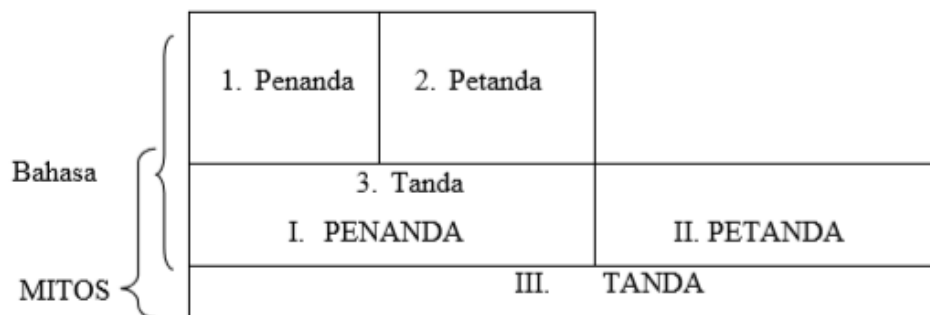 1. Penanda 2. Petanda
Bahasa
3. Tanda
I. PENANDA II. PETANDA
MITOS
III. TANDA